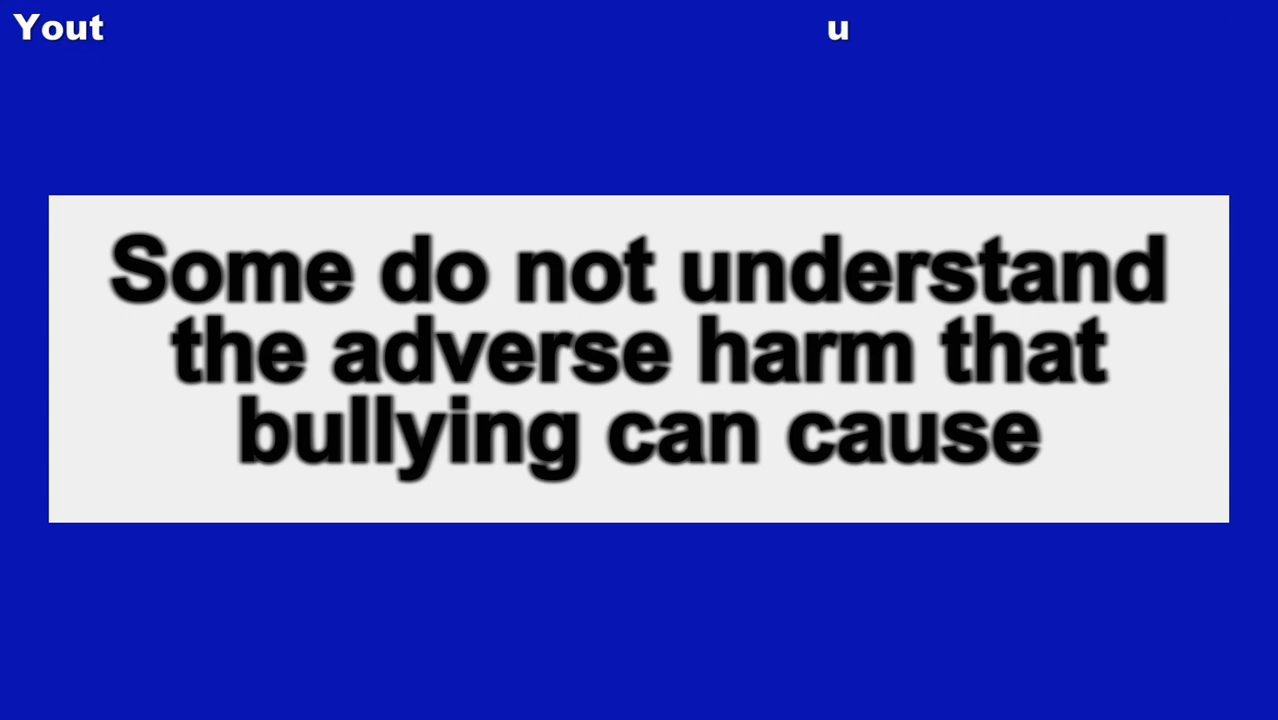 Yout u
Some do not understand
the adverse harm that
bullying can cause